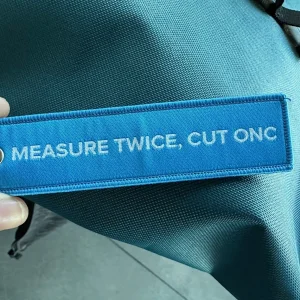 MEASURE TWICE, CUT ONC